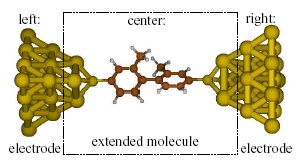 left:
center:
right:
electrode
extended molecule
electrode